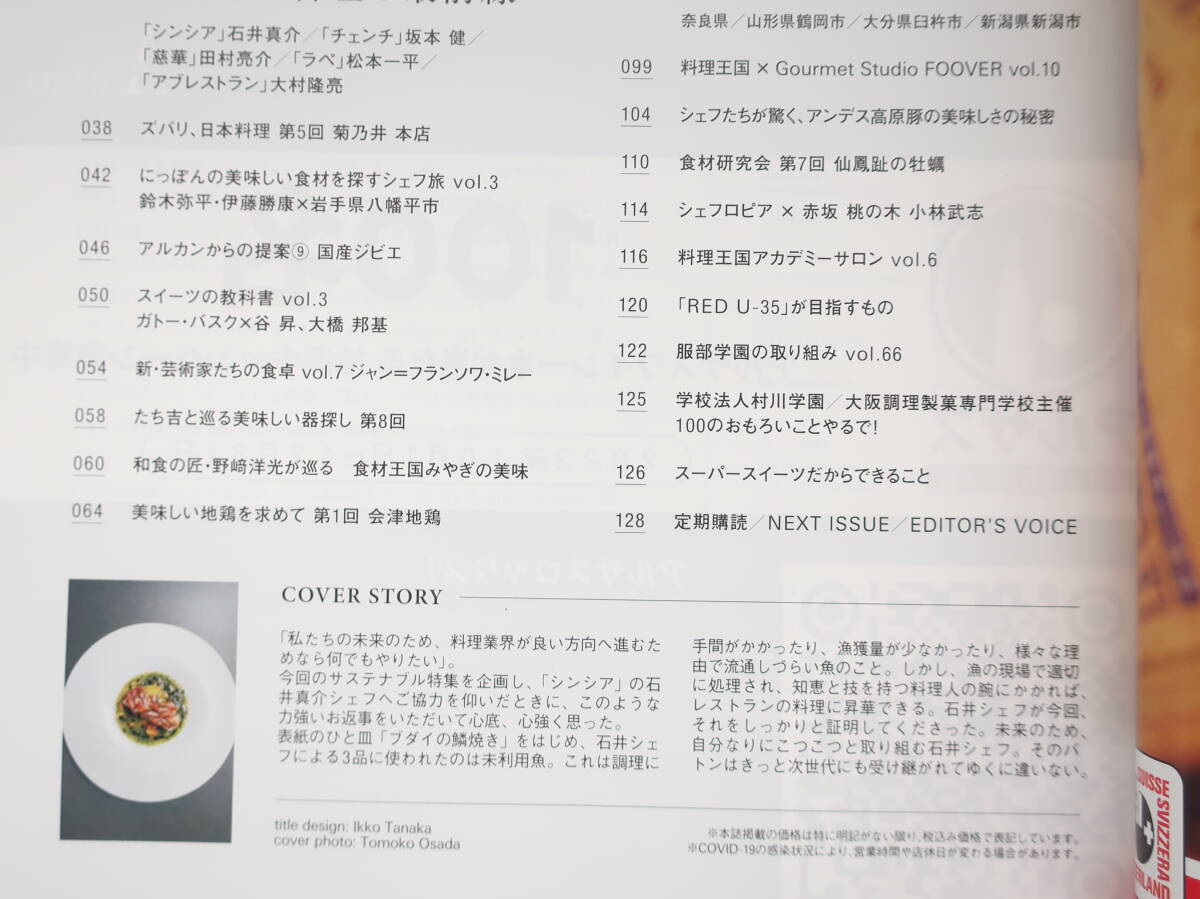 「シンシア」石井真介／「チェンチ」坂本 健／
「慈華」田村亮介／「ラペ」松本一平／
「アブレストラン」大村隆亮
038 ズバリ、日本料理 第5回 菊乃井 本店
042 にっぽんの美味しい食材を探すシェフ旅 vol.3
鈴木弥平・伊藤勝康×岩手県八幡平市
046 アルカンからの提案⑨ 国産ジビエ
050 スイーツの教科書 vol.3
ガトー・バスク×谷 昇、大橋 邦基
054 新・芸術家たちの食卓 vol.7 ジャン＝フランソワ・ミレー
058 たち吉と巡る美味しい器探し 第8回
060 和食の匠・野﨑洋光が巡る　食材王国みやぎの美味
064 美味しい地鶏を求めて 第1回 会津地鶏
奈良県／山形県鶴岡市／大分県臼杵市／新潟県新潟市
099 料理王国 × Gourmet Studio FOOVER vol.10
104 シェフたちが驚く、アンデス高原豚の美味しさの秘密
110 食材研究会 第7回 仙鳳趾の牡蠣
114 シェフロピア × 赤坂 桃の木 小林武志
116 料理王国アカデミーサロン vol.6
120 「RED U-35」が目指すもの
122 服部学園の取り組み vol.66
125 学校法人村川学園／大阪調理製菓専門学校主催
100のおもろいことやるで！
126 スーパースイーツだからできること
128 定期購読／NEXT ISSUE／EDITOR'S VOICE
COVER STORY
「私たちの未来のため、料理業界が良い方向へ進むた
めなら何でもやりたい」。
今回のサステナブル特集を企画し、「シンシア」の石
井真介シェフへご協力を仰いだときに、このような
力強いお返事をいただいて心底、心強く思った。
表紙のひと皿「ブダイの鱗焼き」をはじめ、石井シェ
フによる3品に使われたのは未利用魚。これは調理に
手間がかかったり、漁獲量が少なかったり、様々な理
由で流通しづらい魚のこと。しかし、漁の現場で適切
に処理され、知恵と技を持つ料理人の腕にかかれば、
レストランの料理に昇華できる。石井シェフが今回、
それをしっかりと証明してくださった。未来のため、
自分なりにこつこつと取り組む石井シェフ。そのバ
トンはきっと次世代にも受け継がれてゆくに違いない。
title design: Ikko Tanaka
cover photo: Tomoko Osada
※本誌掲載の価格は特に明記がない限り、税込み価格で表記しています。
※COVID-19の感染状況により、営業時間や店休日が変わる場合があります。
SUISSE
SVIZZERA